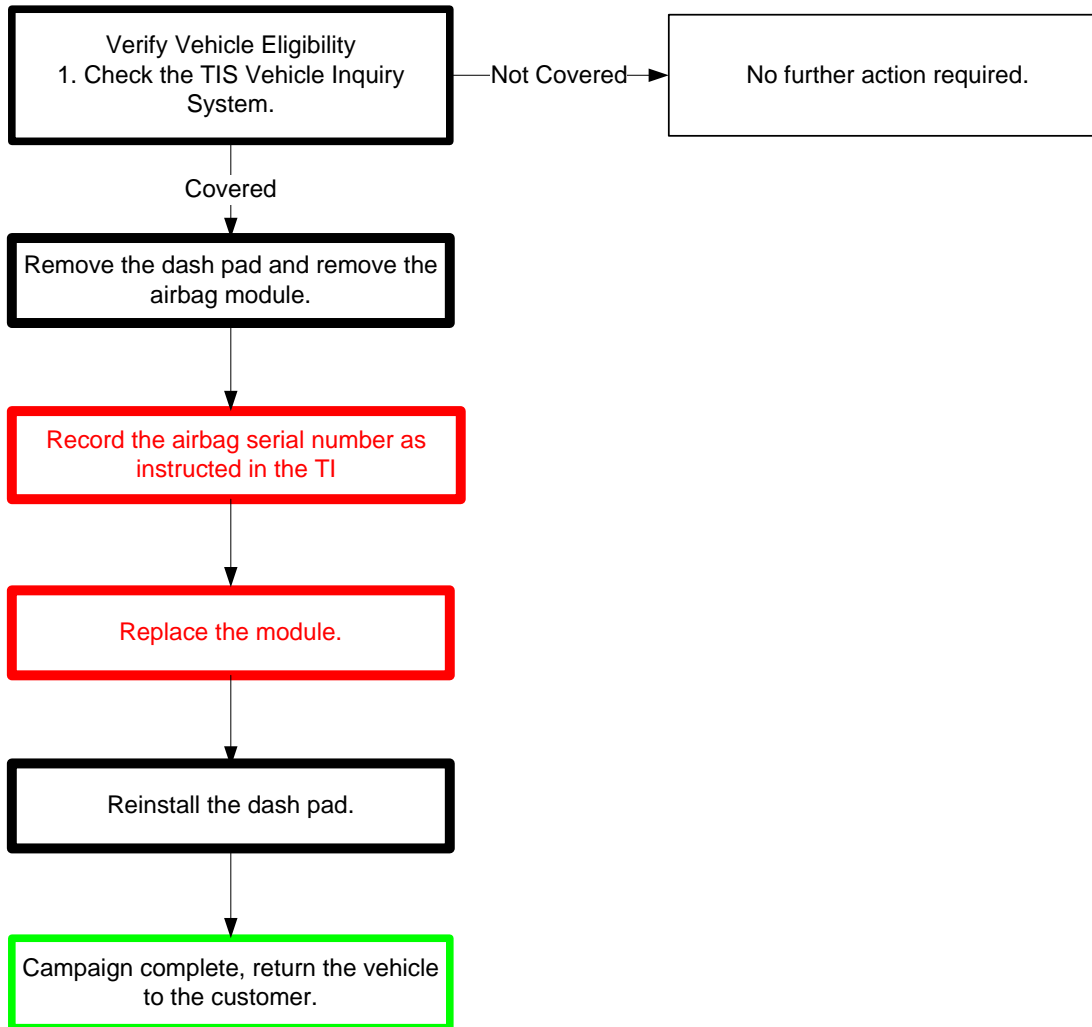 Verify Vehicle Eligibility
1. Check the TIS Vehicle Inquiry
System.
Not Covered
No further action required.
Covered
Remove the dash pad and remove the
airbag module.
Record the airbag serial number as
instructed in the TI
Replace the module.
Reinstall the dash pad.
Campaign complete, return the vehicle
to the customer.